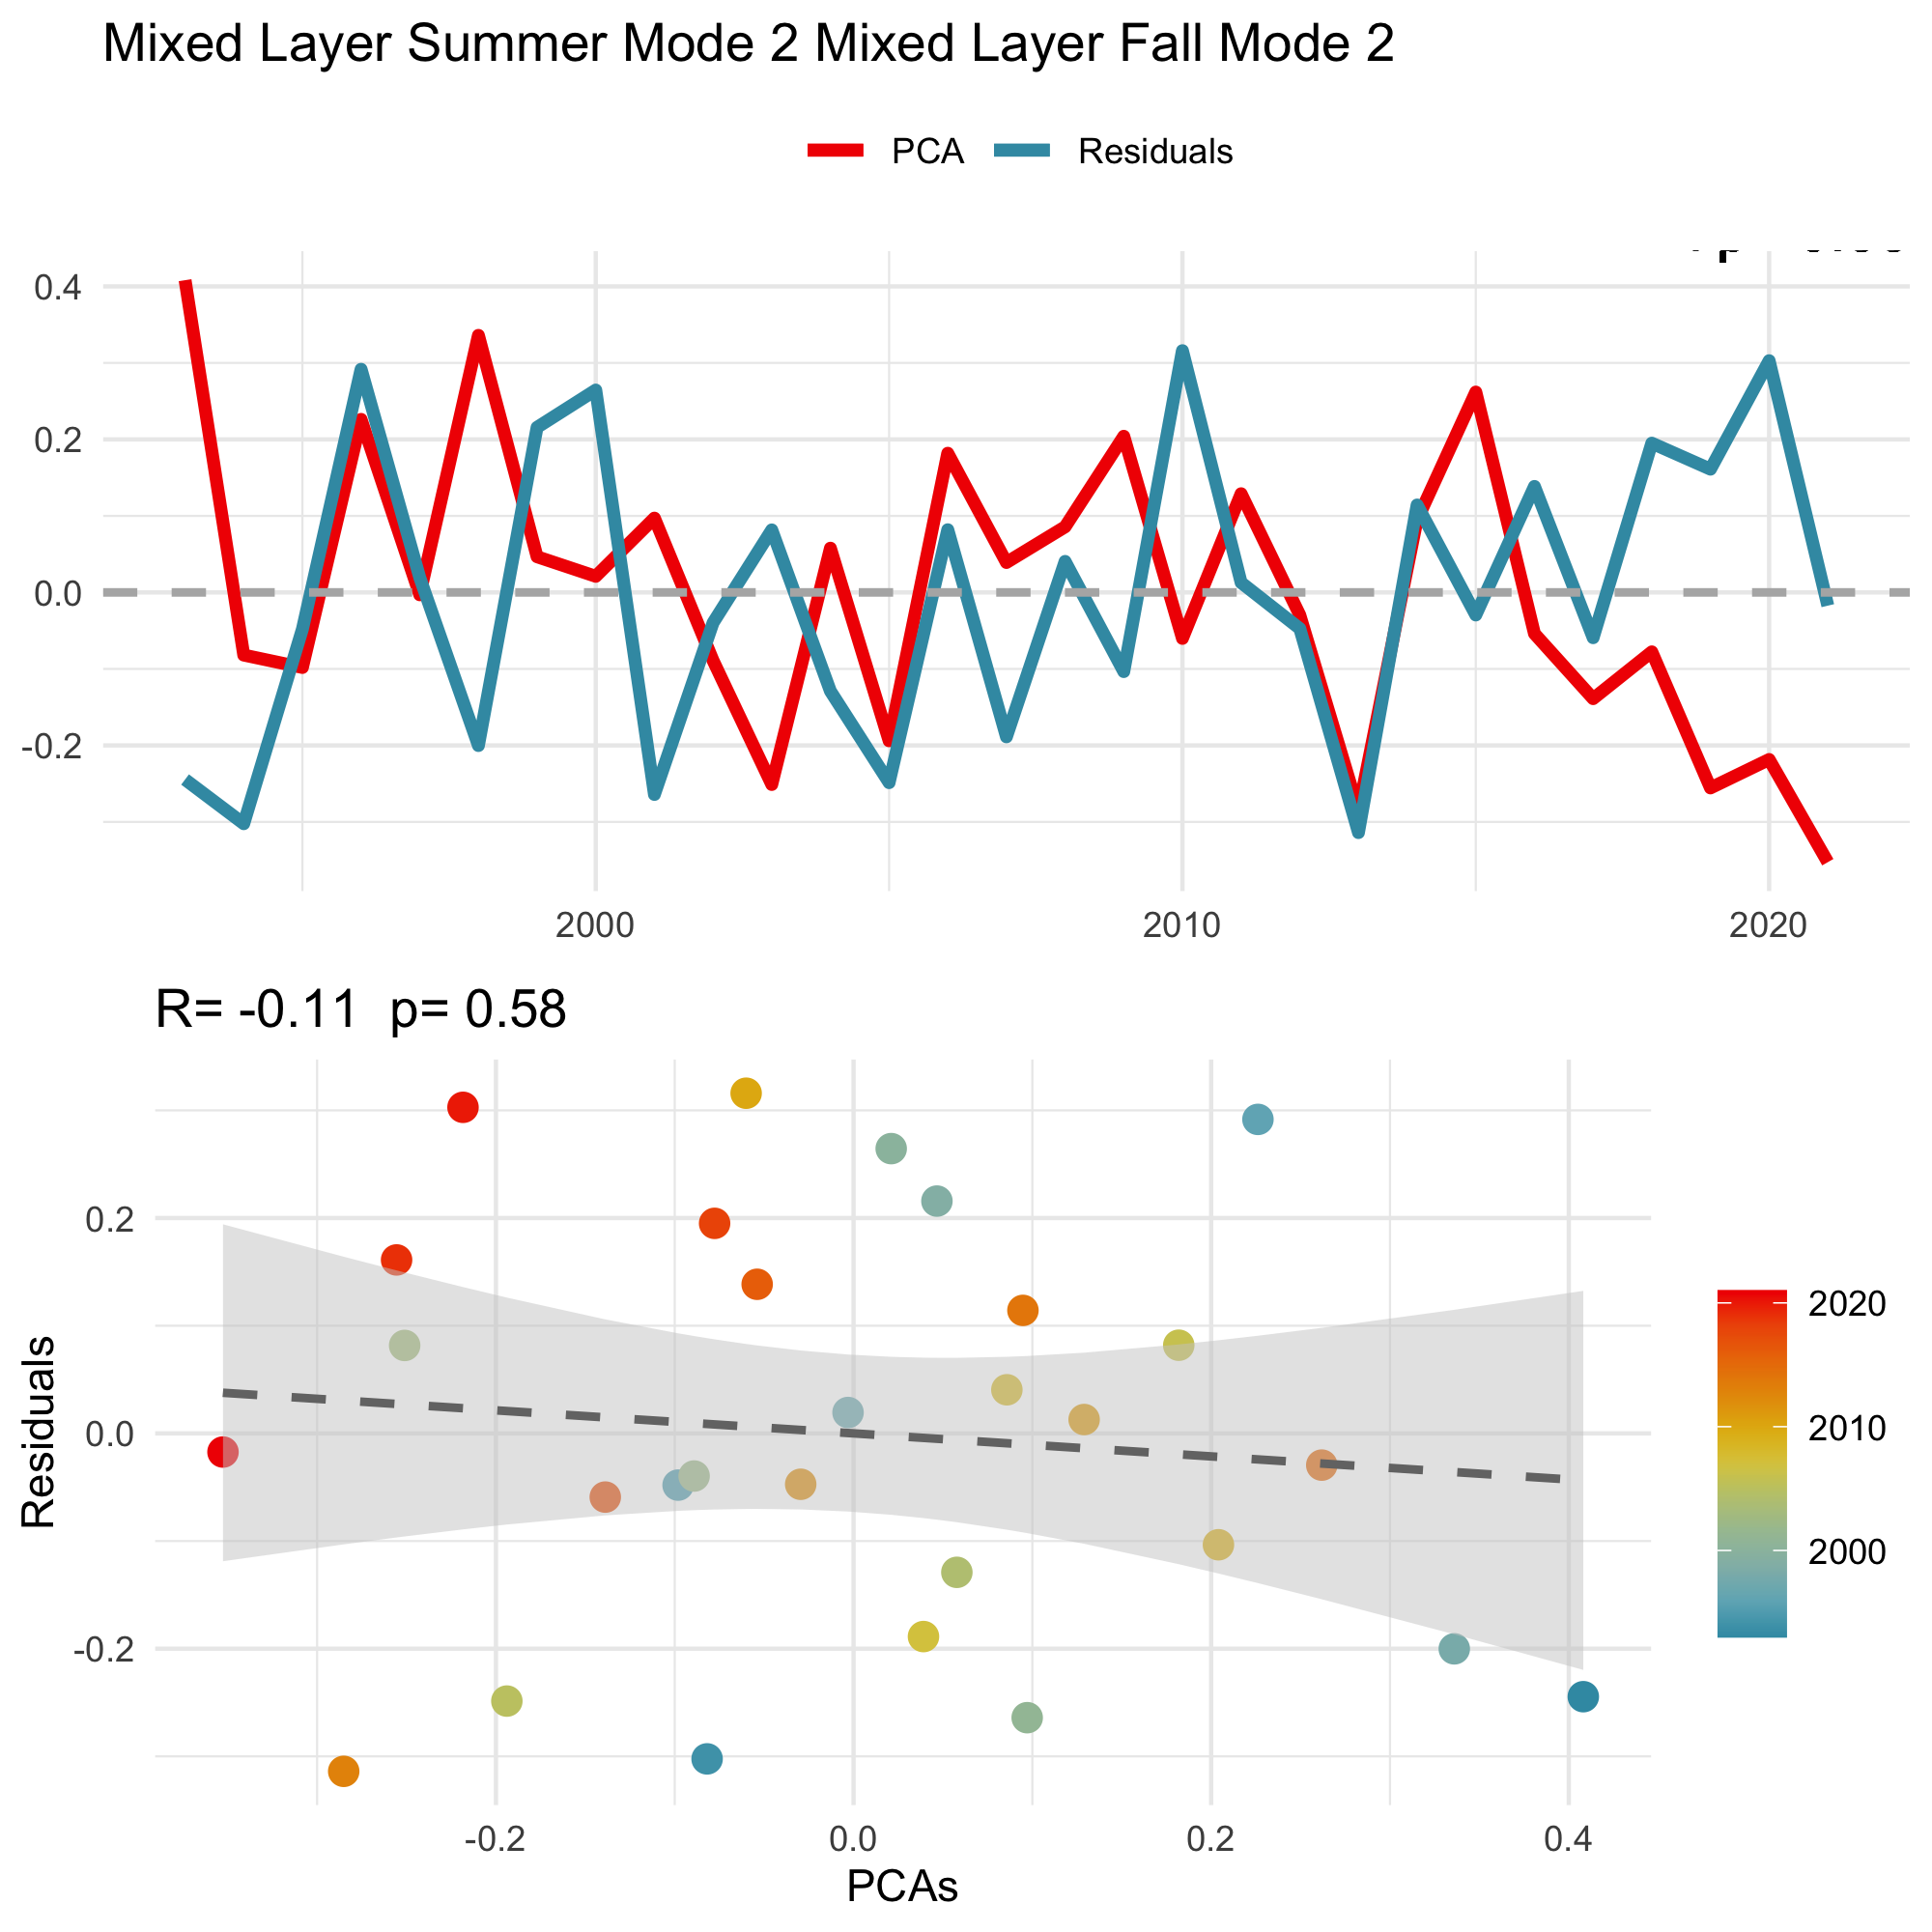 Mixed Layer Summer Mode 2 Mixed Layer Fall Mode 2
PCA Residuals
0.4
0.2
0.0
-0.2
2000 2010 2020
R= -0.11 p= 0.58
Residuals
0.2
0.0
-0.2
-0.2 0.0 0.2 0.4
PCAs
2020
2010
2000